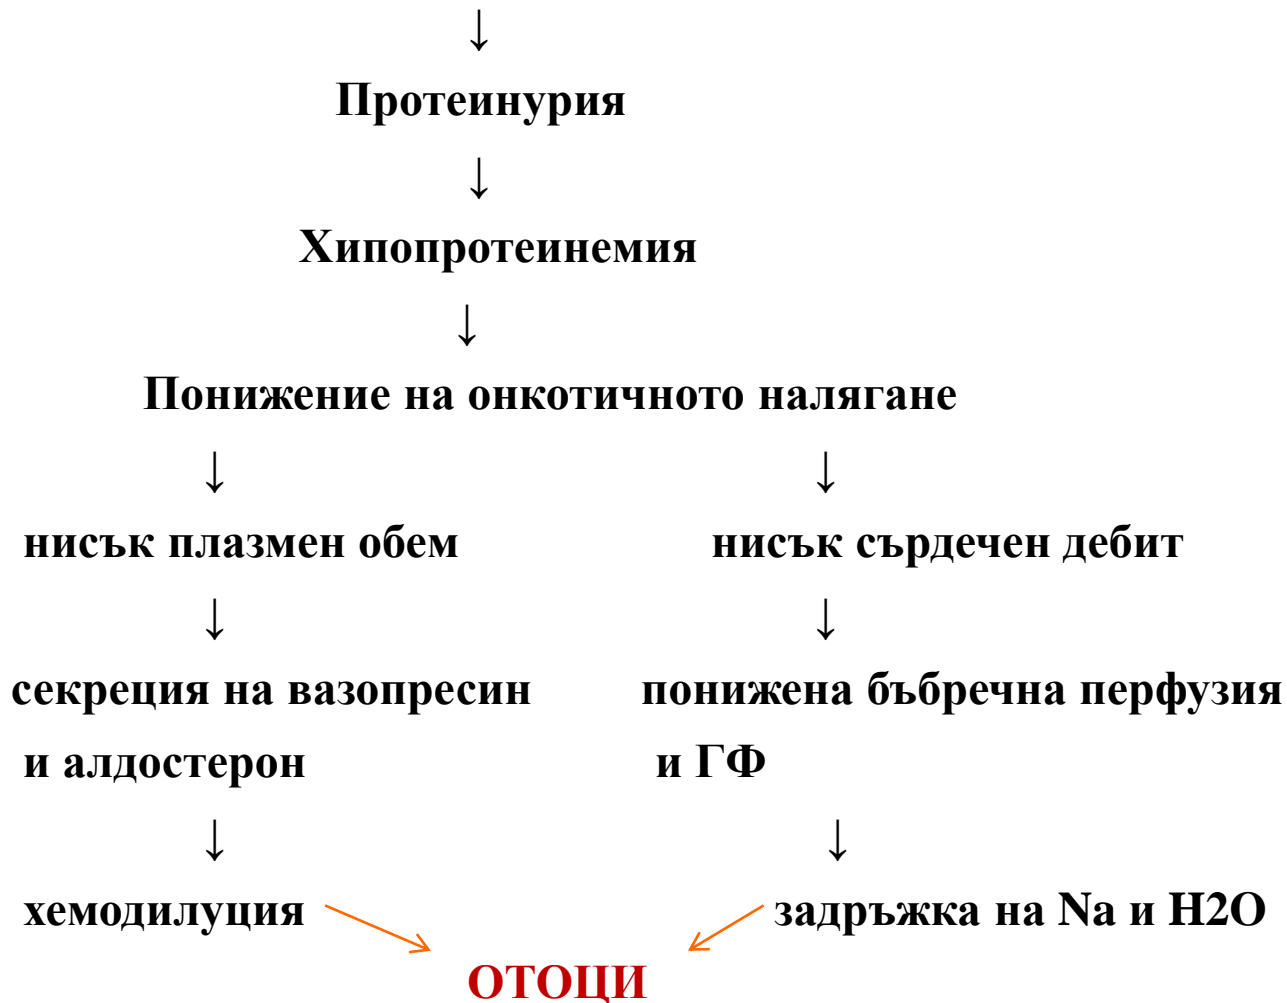 ↓
Протеинурия
↓
Хипопротеинемия
↓
Понижение на онкотичното налягане
↓ ↓
нисък плазмен обем нисък сърдечен дебит
↓ ↓
секреция на вазопресин понижена бъбречна перфузия
и алдостерон и ГФ
↓ ↓
хемодилуция задръжка на Na и H2O
ОТОЦИ